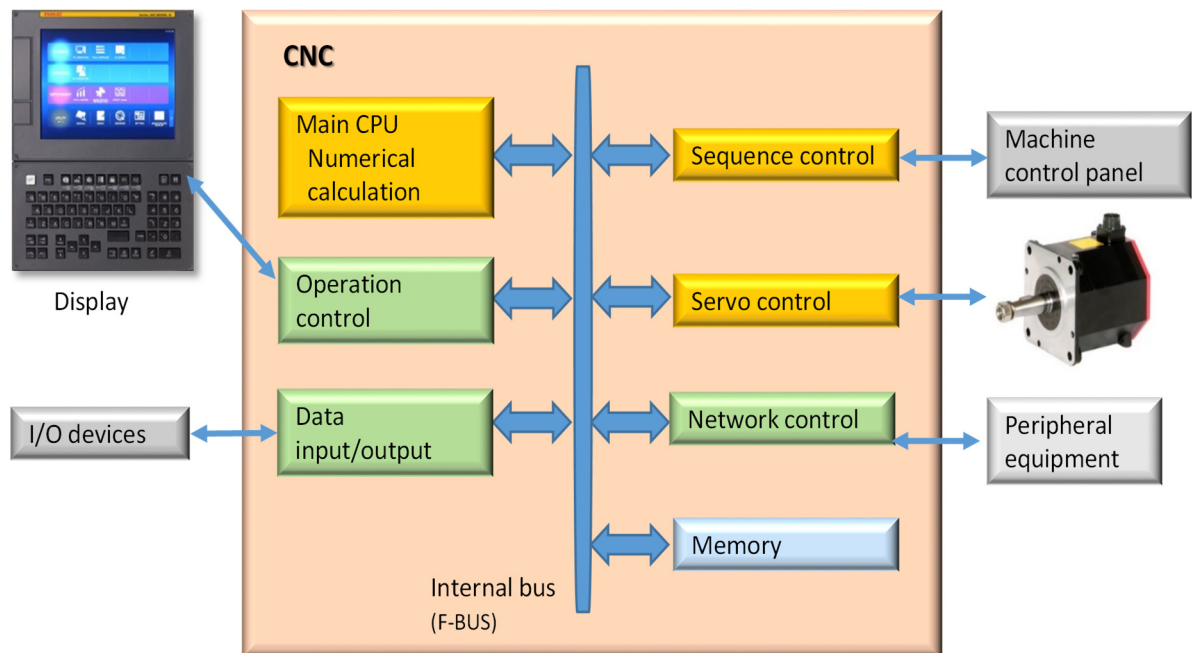 FANUC
CNC
Main CPU
Numerical
calculation
Sequence control
Machine
control panel
Operation
control
Servo control
Display
Data
input/output
Network control
I/O devices
Peripheral
equipment
Memory
Internal bus
(F-BUS)